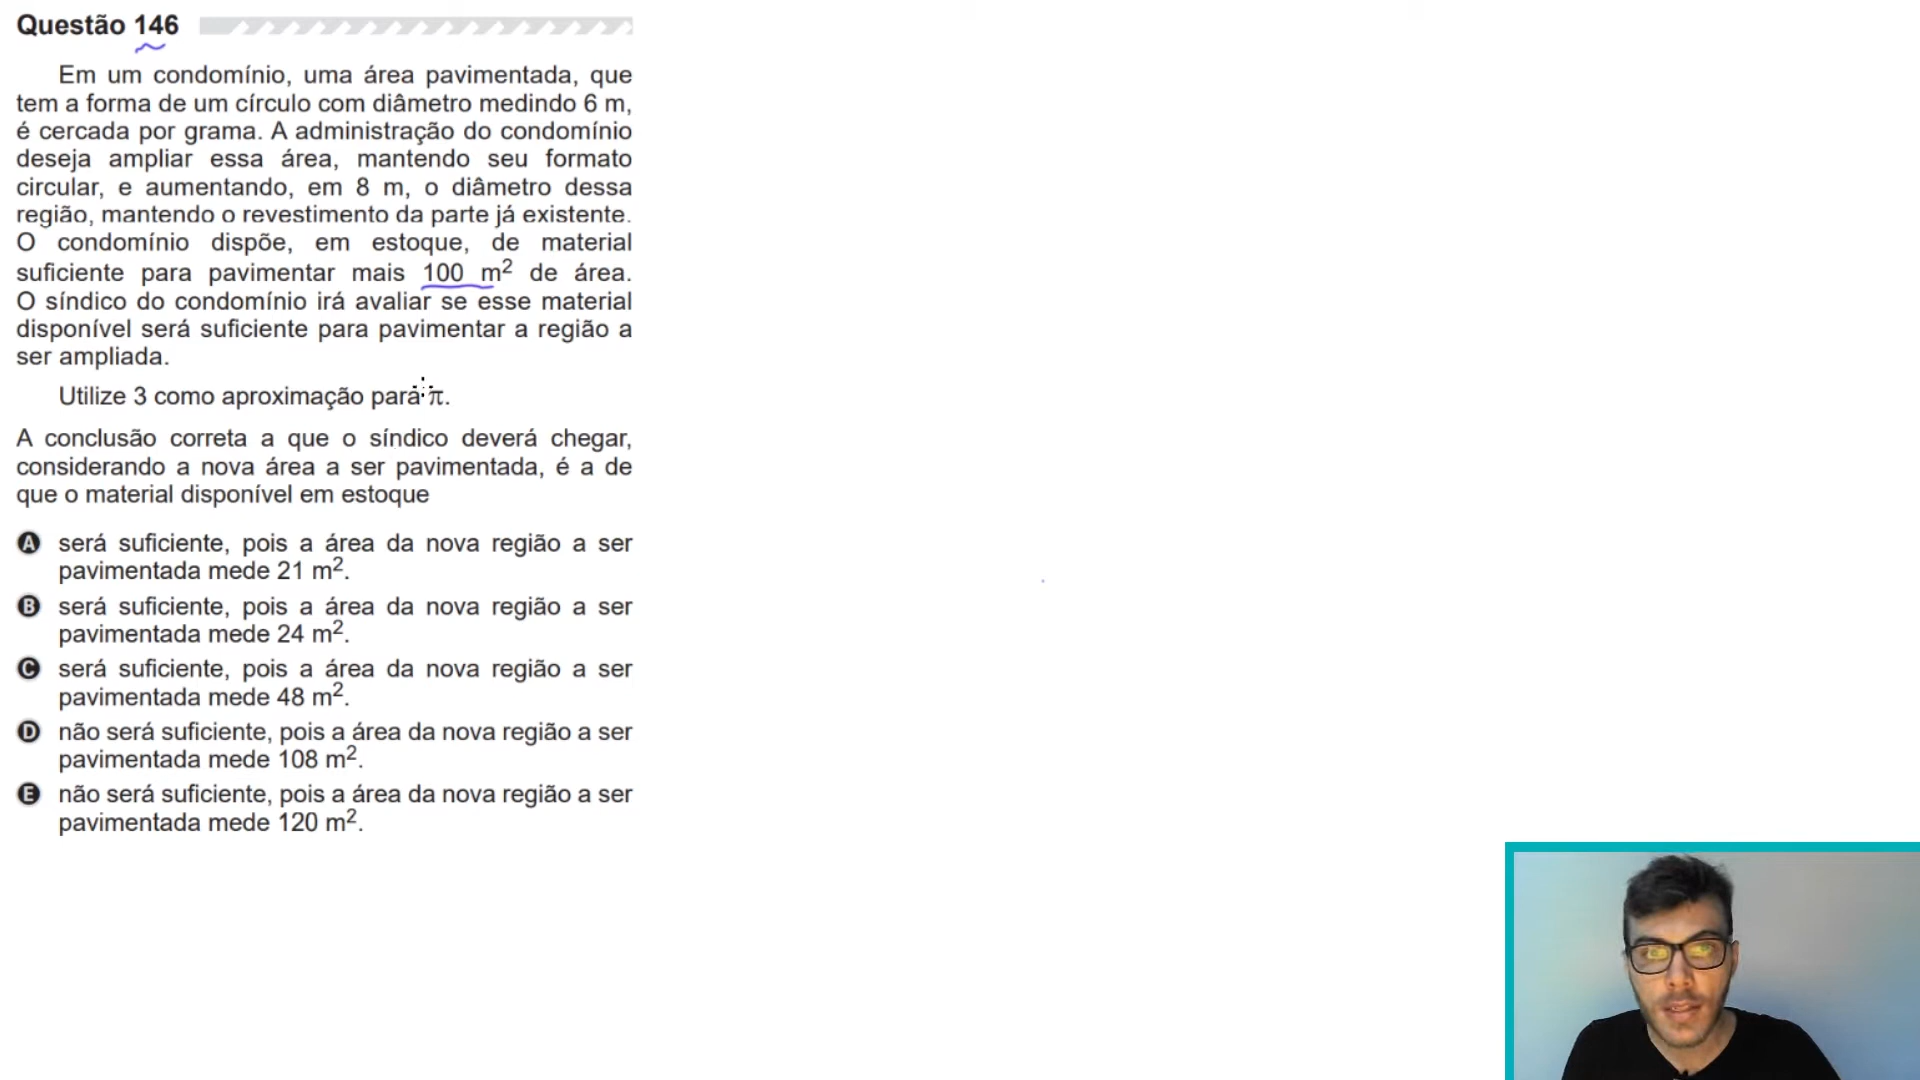 Questão 146
Em um condomínio, uma área pavimentada, que
tem a forma de um círculo com diâmetro medindo 6 m,
é cercada por grama. A administração do condomínio
deseja ampliar essa área, mantendo seu formato
circular, e aumentando, em 8 m, o diâmetro dessa
região, mantendo o revestimento da parte já existente.
O condomínio dispõe, em estoque, de material
suficiente para pavimentar mais 100 m² de área.
O síndico do condomínio irá avaliar se esse material
disponível será suficiente para pavimentar a região a
ser ampliada.
Utilize 3 como aproximação para π.
A conclusão correta a que o síndico deverá chegar,
considerando a nova área a ser pavimentada, é a de
que o material disponível em estoque
A será suficiente, pois a área da nova região a ser
pavimentada mede 21 m².
B será suficiente, pois a área da nova região a ser
pavimentada mede 24 m².
C será suficiente, pois a área da nova região a ser
pavimentada mede 48 m².
D não será suficiente, pois a área da nova região a ser
pavimentada mede 108 m².
E não será suficiente, pois a área da nova região a ser
pavimentada mede 120 m².